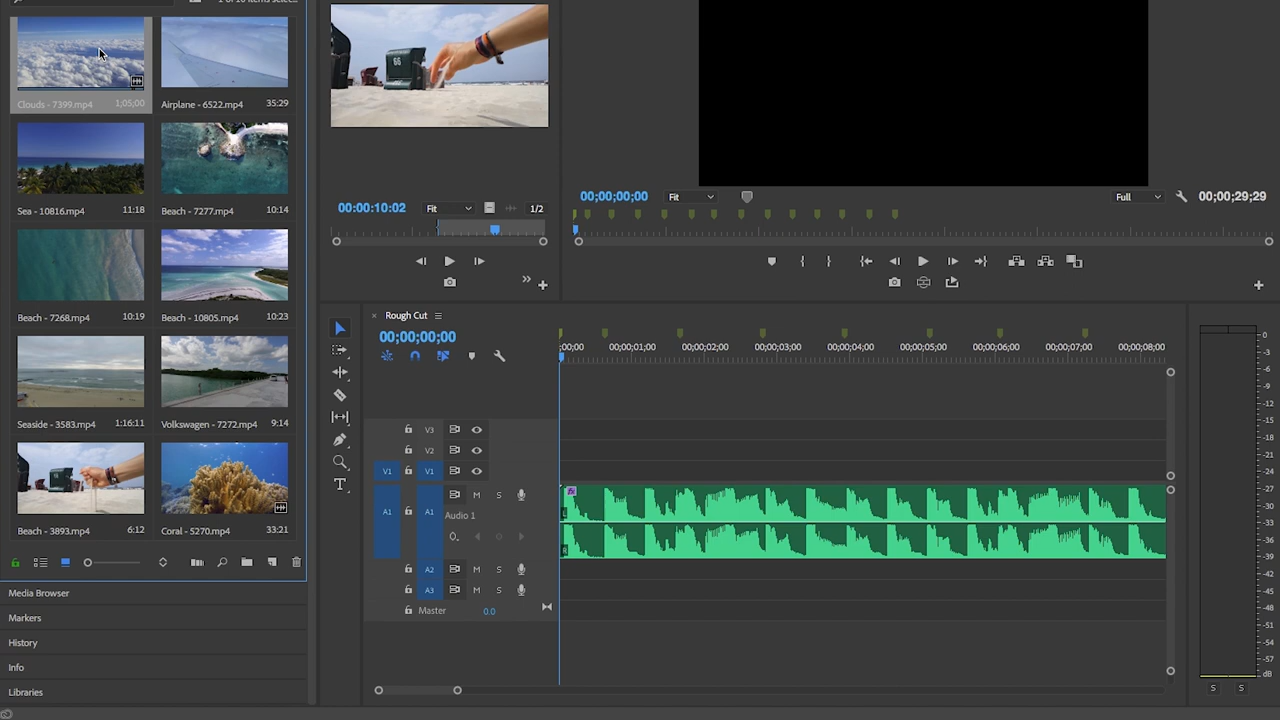 Clouds - 7399.mp4 1;05;00
Airplane - 6522.mp4 35:29
Sea - 10816.mp4 11:18
Beach - 7277.mp4 10:14
Beach - 7268.mp4 10:19
Beach - 10805.mp4 10:23
Seaside - 3583.mp4 1:16:11
Volkswagen - 7272.mp4 9:14
Beach - 3893.mp4 6:12
Coral - 5270.mp4 33:21
Media Browser
Markers
History
Info
Libraries
66
00:00:10:02 Fit 1/2
00;00;00;00 Fit Full 00;00;29;29
× Rough Cut
00;00;00;00
;00;00 00;00;01;00 00;00;02;00 00;00;03;00 00;00;04;00 00;00;05;00 00;00;06;00 00;00;07;00 00;00;08;00
V3
V2
V1 V1
A1 A1 M S
Audio 1
A2 M S
A3 M S
Master 0.0
fx
L
R
0
-3
-6
-9
-12
-15
-18
-21
-24
-27
-30
-33
-36
-39
-42
-45
-48
-51
-54
-57
dB
S S